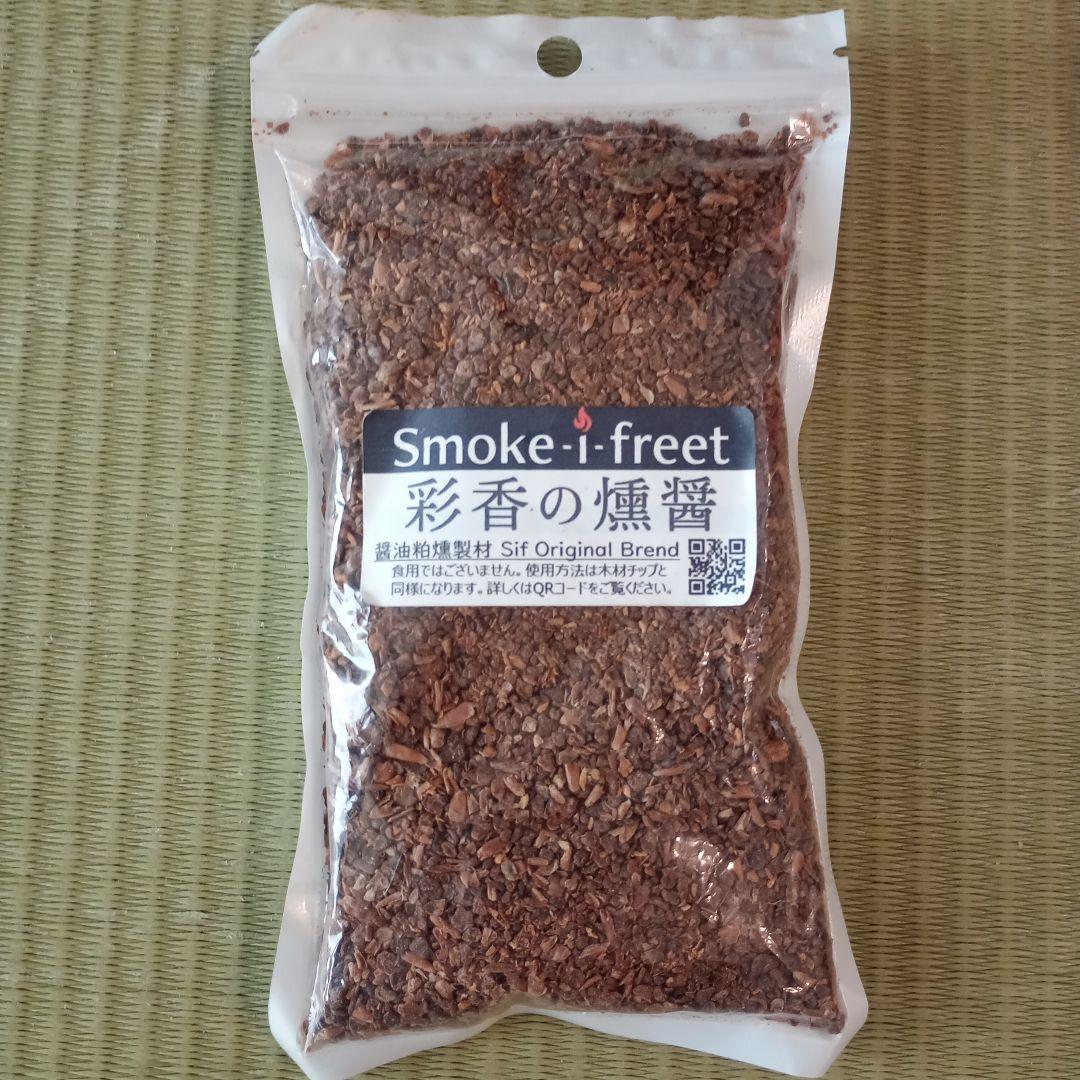 Smoke-i-freet
彩香の燻醤
醤油粕燻製材 Sif Original Brend
食用ではございません。使用方法は木材チップと
同様になります。詳しくはQRコードをご覧ください。